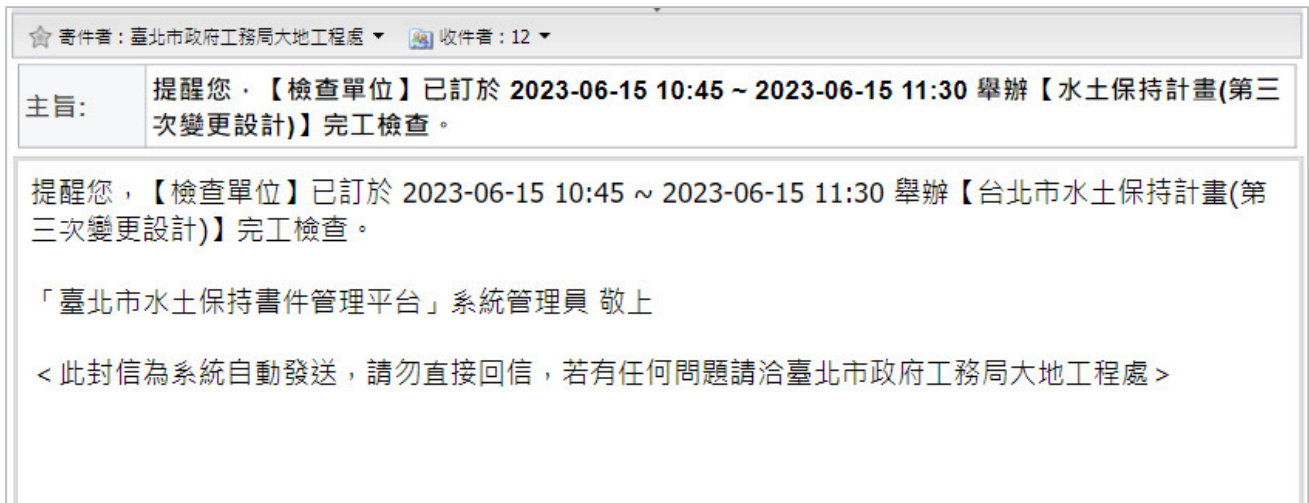 寄件者：臺北市政府工務局大地工程處 ▼ 收件者：12 ▼
主旨: 提醒您，【檢查單位】已訂於 2023-06-15 10:45 ~ 2023-06-15 11:30 舉辦【水土保持計畫(第三
次變更設計)】完工檢查。
提醒您，【檢查單位】已訂於 2023-06-15 10:45 ~ 2023-06-15 11:30 舉辦【台北市水土保持計畫(第
三次變更設計)】完工檢查。
「臺北市水土保持書件管理平台」系統管理員 敬上
＜此封信為系統自動發送，請勿直接回信，若有任何問題請洽臺北市政府工務局大地工程處＞